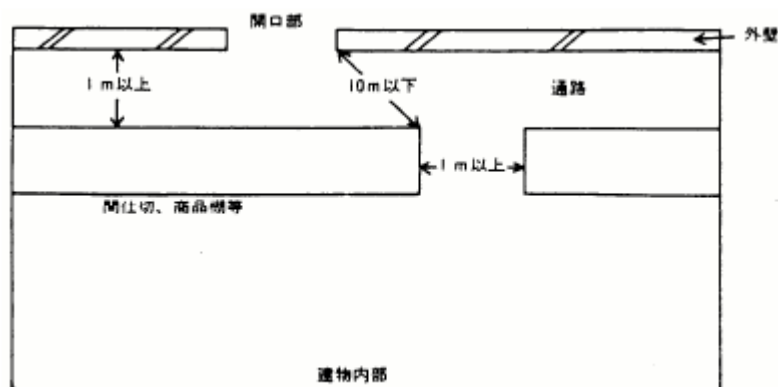 開口部
外壁
1m以上
10m以下
通路
1m以上
間仕切、商品棚等
建物内部